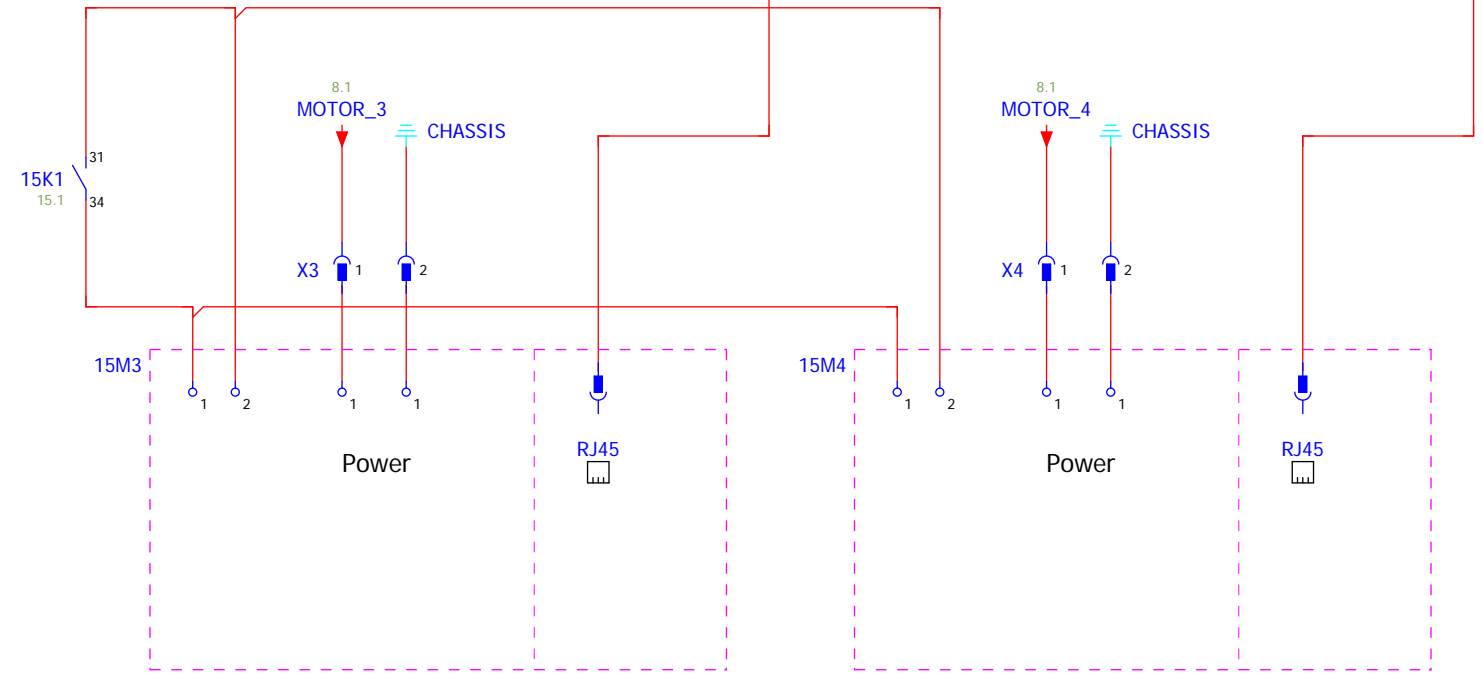 8.1
MOTOR_3
CHASSIS
8.1
MOTOR_4
CHASSIS
31
15K1
15.1
34
X3
1
2
X4
1
2
15M3
15M4
1
2
1
1
1
2
1
1
Power
RJ45
Power
RJ45